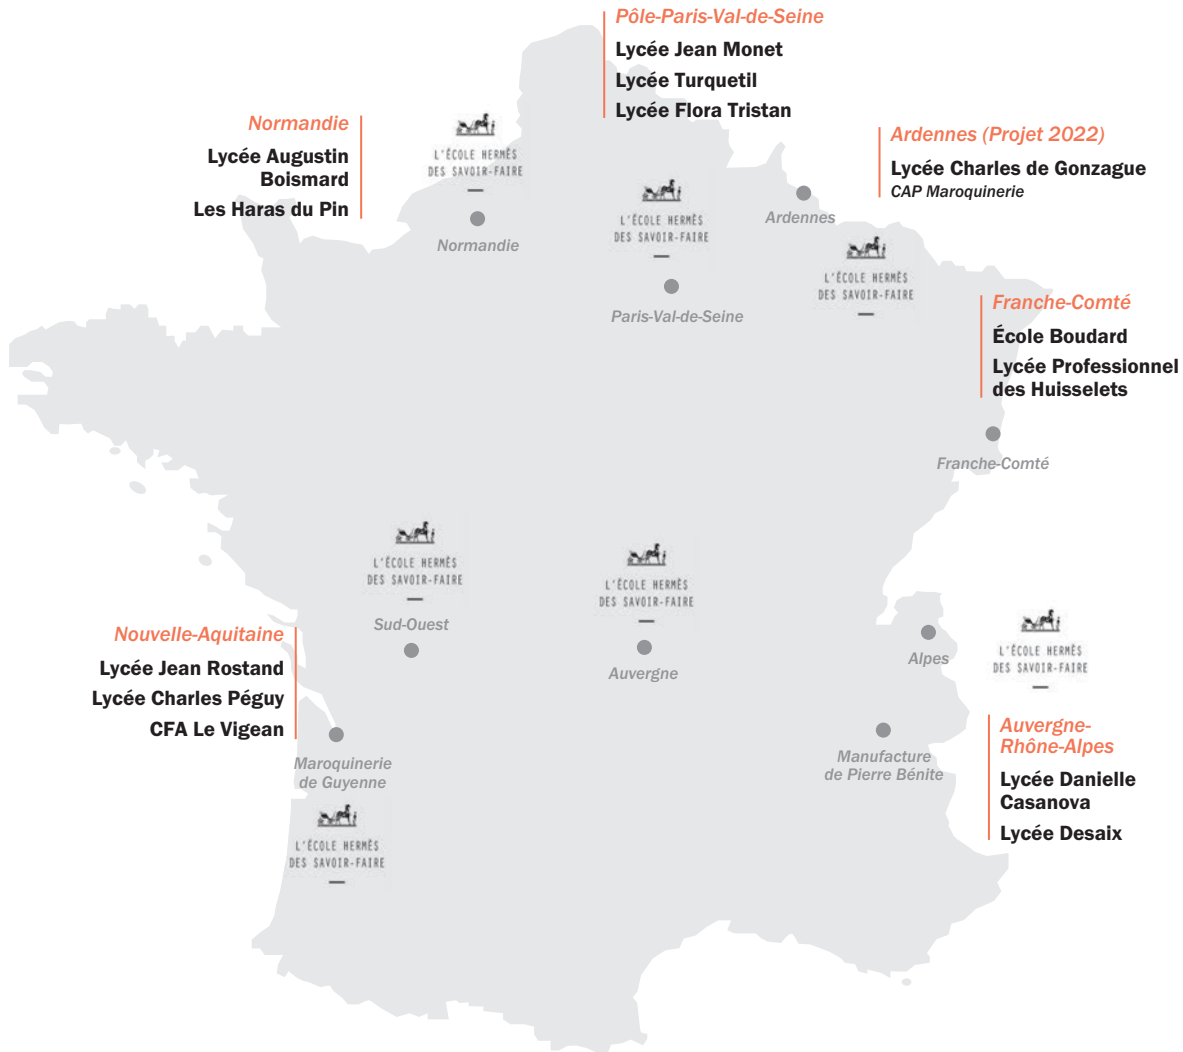 Pôle-Paris-Val-de-Seine
Lycée Jean Monet
Lycée Turquetil
Lycée Flora Tristan
Normandie
Lycée Augustin
Boismard
Les Haras du Pin
L'ÉCOLE HERMÈS
DES SAVOIR-FAIRE
Normandie
Ardennes (Projet 2022)
Lycée Charles de Gonzague
CAP Maroquinerie
Ardennes
L'ÉCOLE HERMÈS
DES SAVOIR-FAIRE
Paris-Val-de-Seine
L'ÉCOLE HERMÈS
DES SAVOIR-FAIRE
Franche-Comté
École Boudard
Lycée Professionnel
des Huisselets
Franche-Comté
L'ÉCOLE HERMÈS
DES SAVOIR-FAIRE
Sud-Ouest
L'ÉCOLE HERMÈS
DES SAVOIR-FAIRE
Auvergne
Nouvelle-Aquitaine
Lycée Jean Rostand
Lycée Charles Péguy
CFA Le Vigean
Maroquinerie
de Guyenne
L'ÉCOLE HERMÈS
DES SAVOIR-FAIRE
Alpes
L'ÉCOLE HERMÈS
DES SAVOIR-FAIRE
Manufacture
de Pierre Bénite
Auvergne-
Rhône-Alpes
Lycée Danielle
Casanova
Lycée Desaix